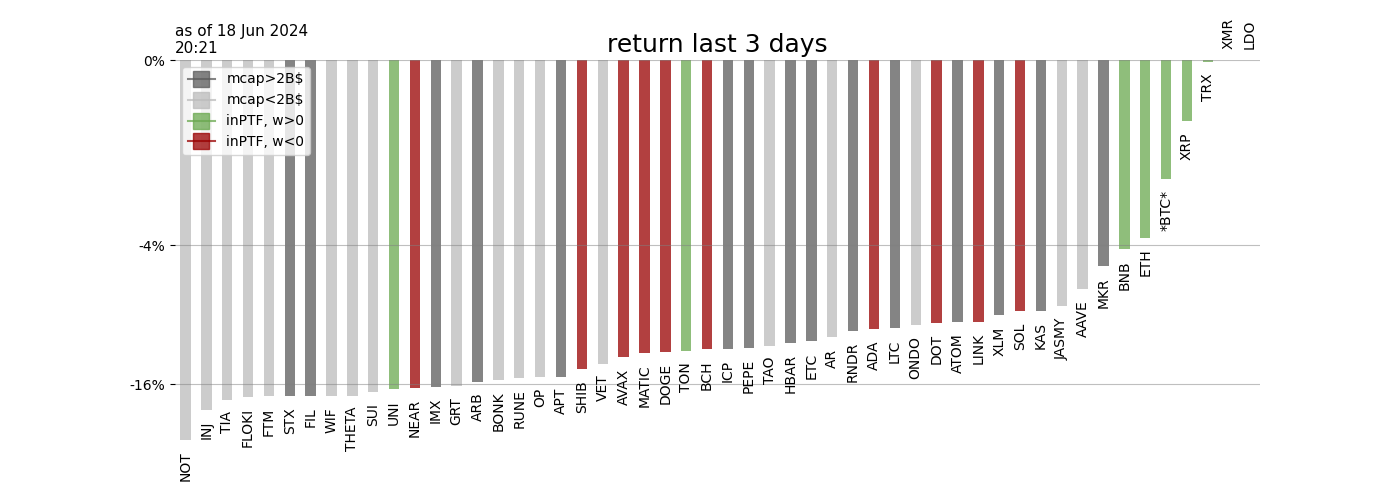 as of 18 Jun 2024
20:21
return last 3 days
XMR
LDO
0%
-4%
-16%
mcap>2B$
mcap<2B$
inPTF, w>0
inPTF, w<0
NOT
INJ
TIA
FLOKI
FTM
STX
FIL
WIF
THETA
SUI
UNI
NEAR
IMX
GRT
ARB
BONK
RUNE
OP
APT
SHIB
VET
AVAX
MATIC
DOGE
TON
BCH
ICP
PEPE
TAO
HBAR
ETC
AR
RNDR
ADA
LTC
ONDO
DOT
ATOM
LINK
XLM
SOL
KAS
JASMY
AAVE
MKR
BNB
ETH
*BTC*
XRP
TRX